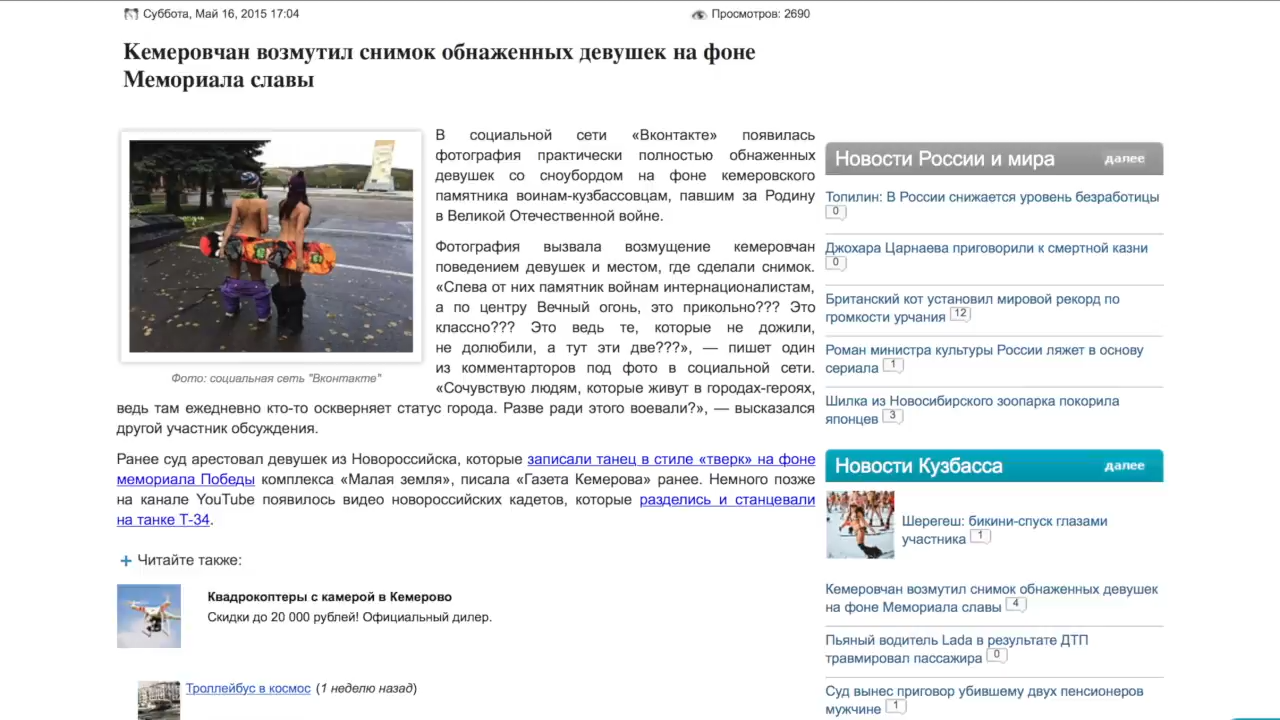 Суббота, Май 16, 2015 17:04
Просмотров: 2690
Кемеровчан возмутил снимок обнаженных девушек на фоне
Мемориала славы
В социальной сети «Вконтакте» появилась
фотография практически полностью обнаженных
девушек со сноубордом на фоне кемеровского
памятника воинам-кузбассовцам, павшим за Родину
в Великой Отечественной войне.
Фотография вызвала возмущение кемеровчан
поведением девушек и местом, где сделали снимок.
«Слева от них памятник войнам интернационалистам,
а по центру Вечный огонь, это прикольно??? Это
классно??? Это ведь те, которые не дожили,
не долюбили, а тут эти две???», — пишет один
из комментарторов под фото в социальной сети.
«Сочувствую людям, которые живут в городах-героях,
Фото: социальная сеть "Вконтакте"
ведь там ежедневно кто-то оскверняет статус города. Разве ради этого воевали?», — высказался
другой участник обсуждения.
Ранее суд арестовал девушек из Новороссийска, которые записали танец в стиле «тверк» на фоне
мемориала Победы комплекса «Малая земля», писала «Газета Кемерова» ранее. Немного позже
на канале YouTube появилось видео новороссийских кадетов, которые разделись и станцевали
на танке Т-34.
Читайте также:
Квадрокоптеры с камерой в Кемерово
Скидки до 20 000 рублей! Официальный дилер.
Троллейбус в космос (1 неделю назад)
Новости России и мира
далее
Топилин: В России снижается уровень безработицы
0
Джохара Царнаева приговорили к смертной казни
0
Британский кот установил мировой рекорд по
громкости урчания 12
Роман министра культуры России ляжет в основу
сериала 1
Шилка из Новосибирского зоопарка покорила
японцев 3
Новости Кузбасса
далее
Шерегеш: бикини-спуск глазами
участника 1
Кемеровчан возмутил снимок обнаженных девушек
на фоне Мемориала славы 4
Пьяный водитель Lada в результате ДТП
травмировал пассажира 0
Суд вынес приговор убившему двух пенсионеров
мужчине 1